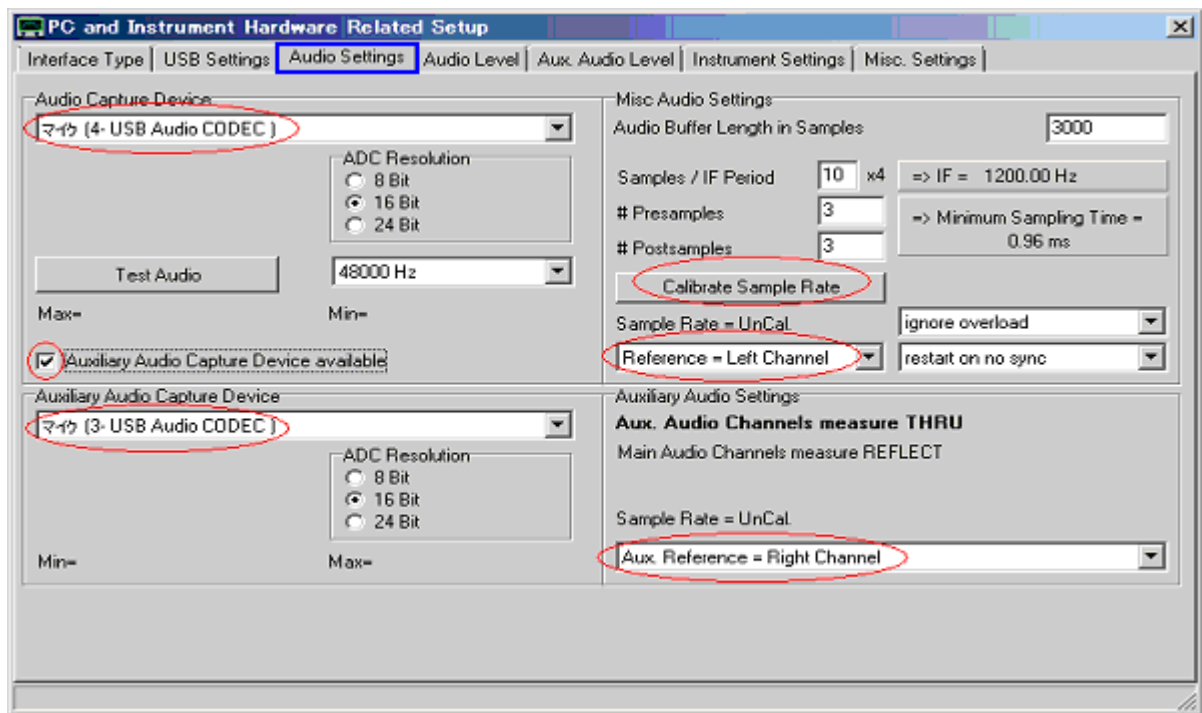 PC and Instrument Hardware Related Setup
Interface Type
USB Settings
Audio Settings
Audio Level
Aux. Audio Level
Instrument Settings
Misc. Settings
Audio Capture Device
マイク (4- USB Audio CODEC )
ADC Resolution
8 Bit
16 Bit
24 Bit
Test Audio
48000 Hz
Max=
Min=
Auxiliary Audio Capture Device available
Misc Audio Settings
Audio Buffer Length in Samples
3000
Samples / IF Period
10
x4
=> IF = 1200.00 Hz
# Presamples
3
=> Minimum Sampling Time =
0.96 ms
# Postsamples
3
Calibrate Sample Rate
Sample Rate = UnCal.
ignore overload
Reference = Left Channel
restart on no sync
Auxiliary Audio Capture Device
マイク (3- USB Audio CODEC )
ADC Resolution
8 Bit
16 Bit
24 Bit
Min=
Max=
Auxiliary Audio Settings
Aux. Audio Channels measure THRU
Main Audio Channels measure REFLECT
Sample Rate = UnCal.
Aux. Reference = Right Channel